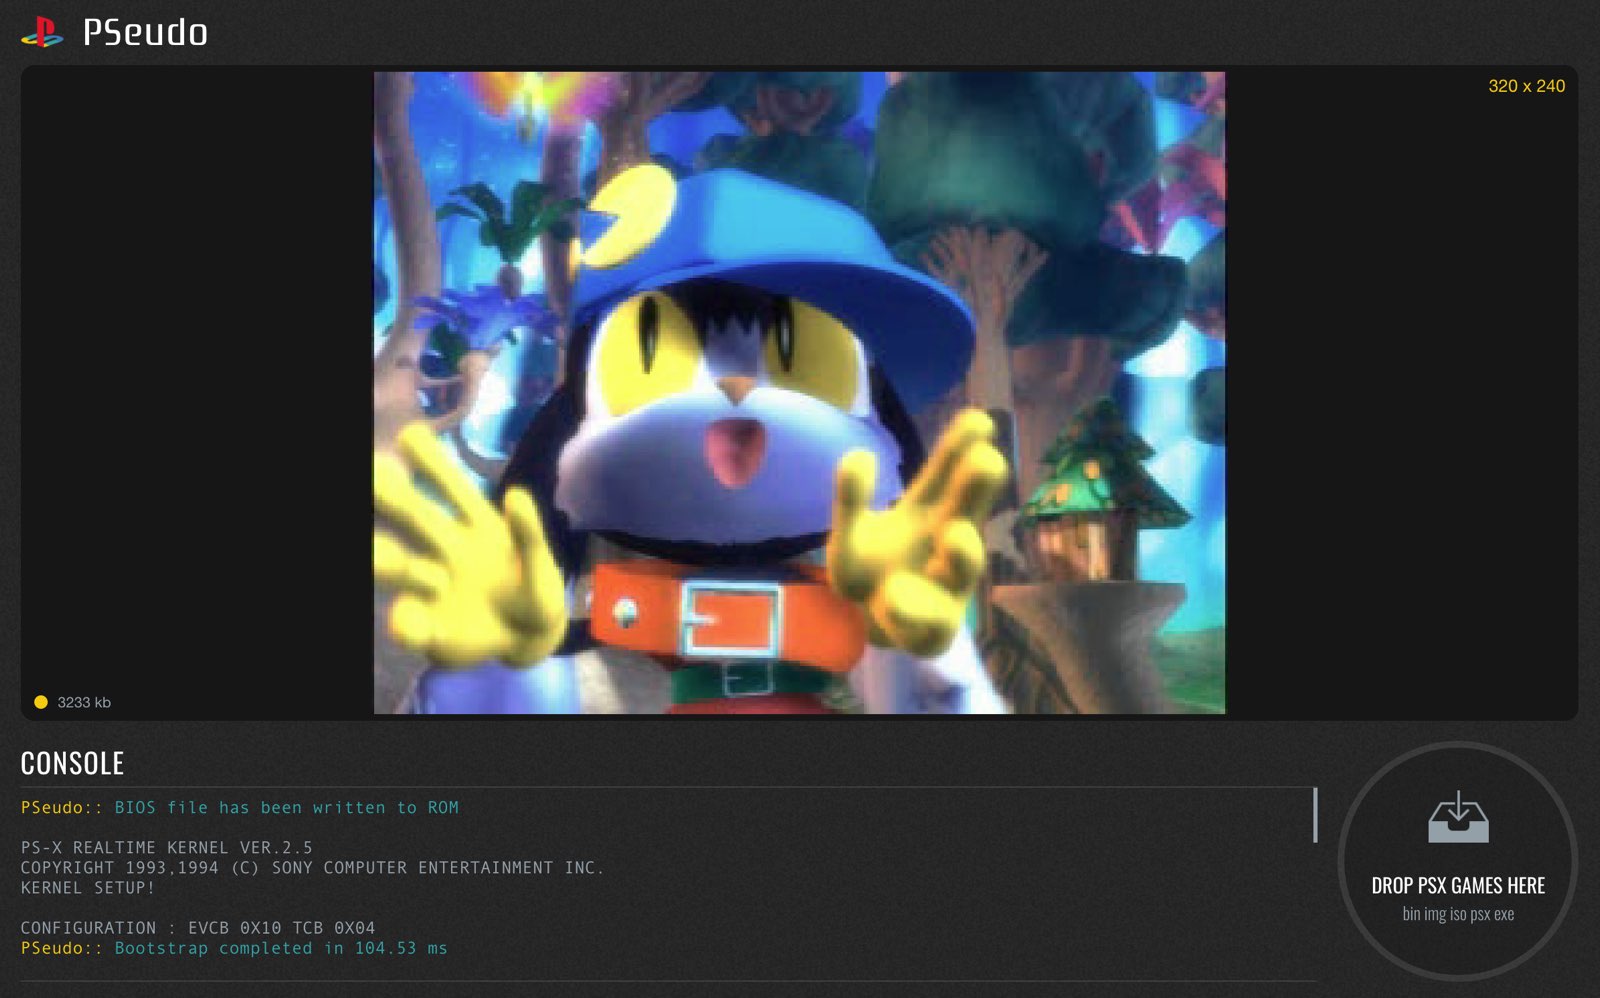 PSeudo
320 x 240
3233 kb
CONSOLE
PSeudo:: BIOS file has been written to ROM
PS-X REALTIME KERNEL VER.2.5
COPYRIGHT 1993,1994 (C) SONY COMPUTER ENTERTAINMENT INC.
KERNEL SETUP!
CONFIGURATION : EVCB 0X10 TCB 0X04
PSeudo:: Bootstrap completed in 104.53 ms
DROP PSX GAMES HERE
bin img iso psx exe